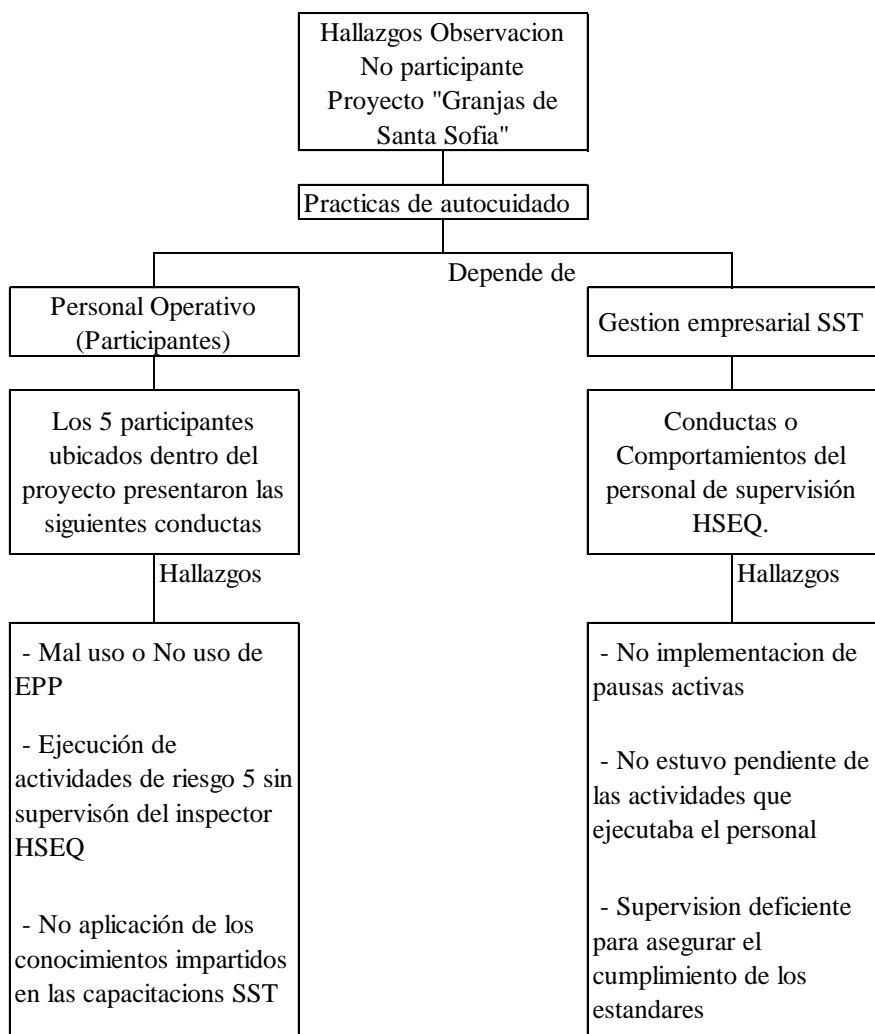 Hallazgos Observacion
No participante
Proyecto "Granjas de
Santa Sofia"
Practicas de autocuidado
Depende de
Personal Operativo
(Participantes)
Los 5 participantes
ubicados dentro del
proyecto presentaron las
siguientes conductas
Hallazgos
- Mal uso o No uso de
EPP
- Ejecución de
actividades de riesgo 5 sin
supervisón del inspector
HSEQ
- No aplicación de los
conocimientos impartidos
en las capacitacions SST
Gestion empresarial SST
Conductas o
Comportamientos del
personal de supervisión
HSEQ.
Hallazgos
- No implementacion de
pausas activas
- No estuvo pendiente de
las actividades que
ejecutaba el personal
- Supervision deficiente
para asegurar el
cumplimiento de los
estandares